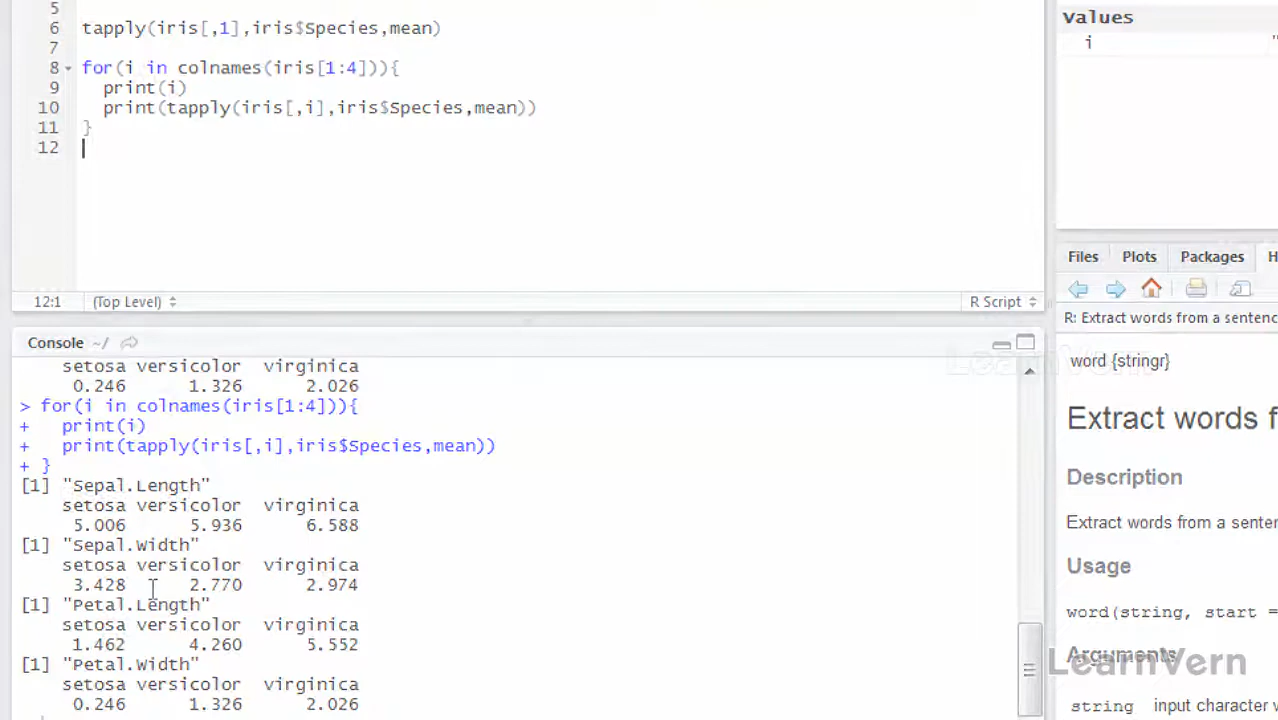 5
6 tapply(iris[,1],iris$Species,mean)
7
8 for(i in colnames(iris[1:4])){
9 print(i)
10 print(tapply(iris[,i],iris$Species,mean))
11 }
12
12:1 (Top Level) R Script
Console ~/
setosa versicolor virginica
0.246 1.326 2.026
> for(i in colnames(iris[1:4])){
+ print(i)
+ print(tapply(iris[,i],iris$Species,mean))
+ }
[1] "Sepal.Length"
setosa versicolor virginica
5.006 5.936 6.588
[1] "Sepal.Width"
setosa versicolor virginica
3.428 2.770 2.974
[1] "Petal.Length"
setosa versicolor virginica
1.462 4.260 5.552
[1] "Petal.Width"
setosa versicolor virginica
0.246 1.326 2.026
Values
i "
Files Plots Packages H
R: Extract words from a sentenc
word {stringr}
Extract words f
Description
Extract words from a senten
Usage
word(string, start =
Arguments
string input character v
LearnVern
LearnVern